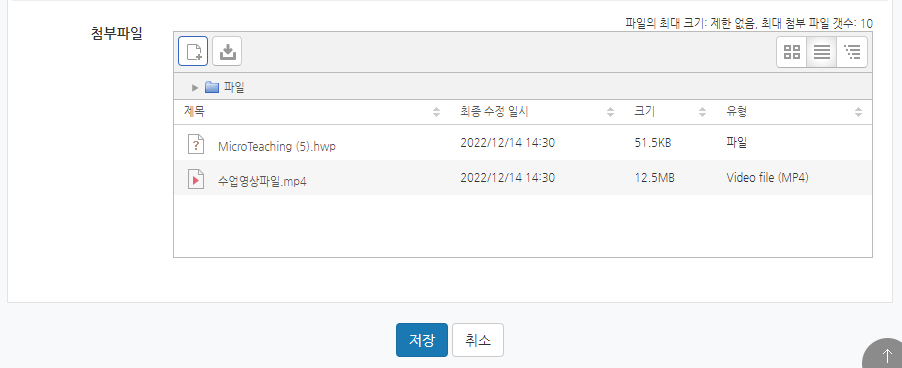 파일의 최대 크기: 제한 없음, 최대 첨부 파일 갯수: 10
첨부파일
파일
제목 최종 수정 일시 크기 유형
MicroTeaching (5).hwp 2022/12/14 14:30 51.5KB 파일
수업영상파일.mp4 2022/12/14 14:30 12.5MB Video file (MP4)
저장 취소